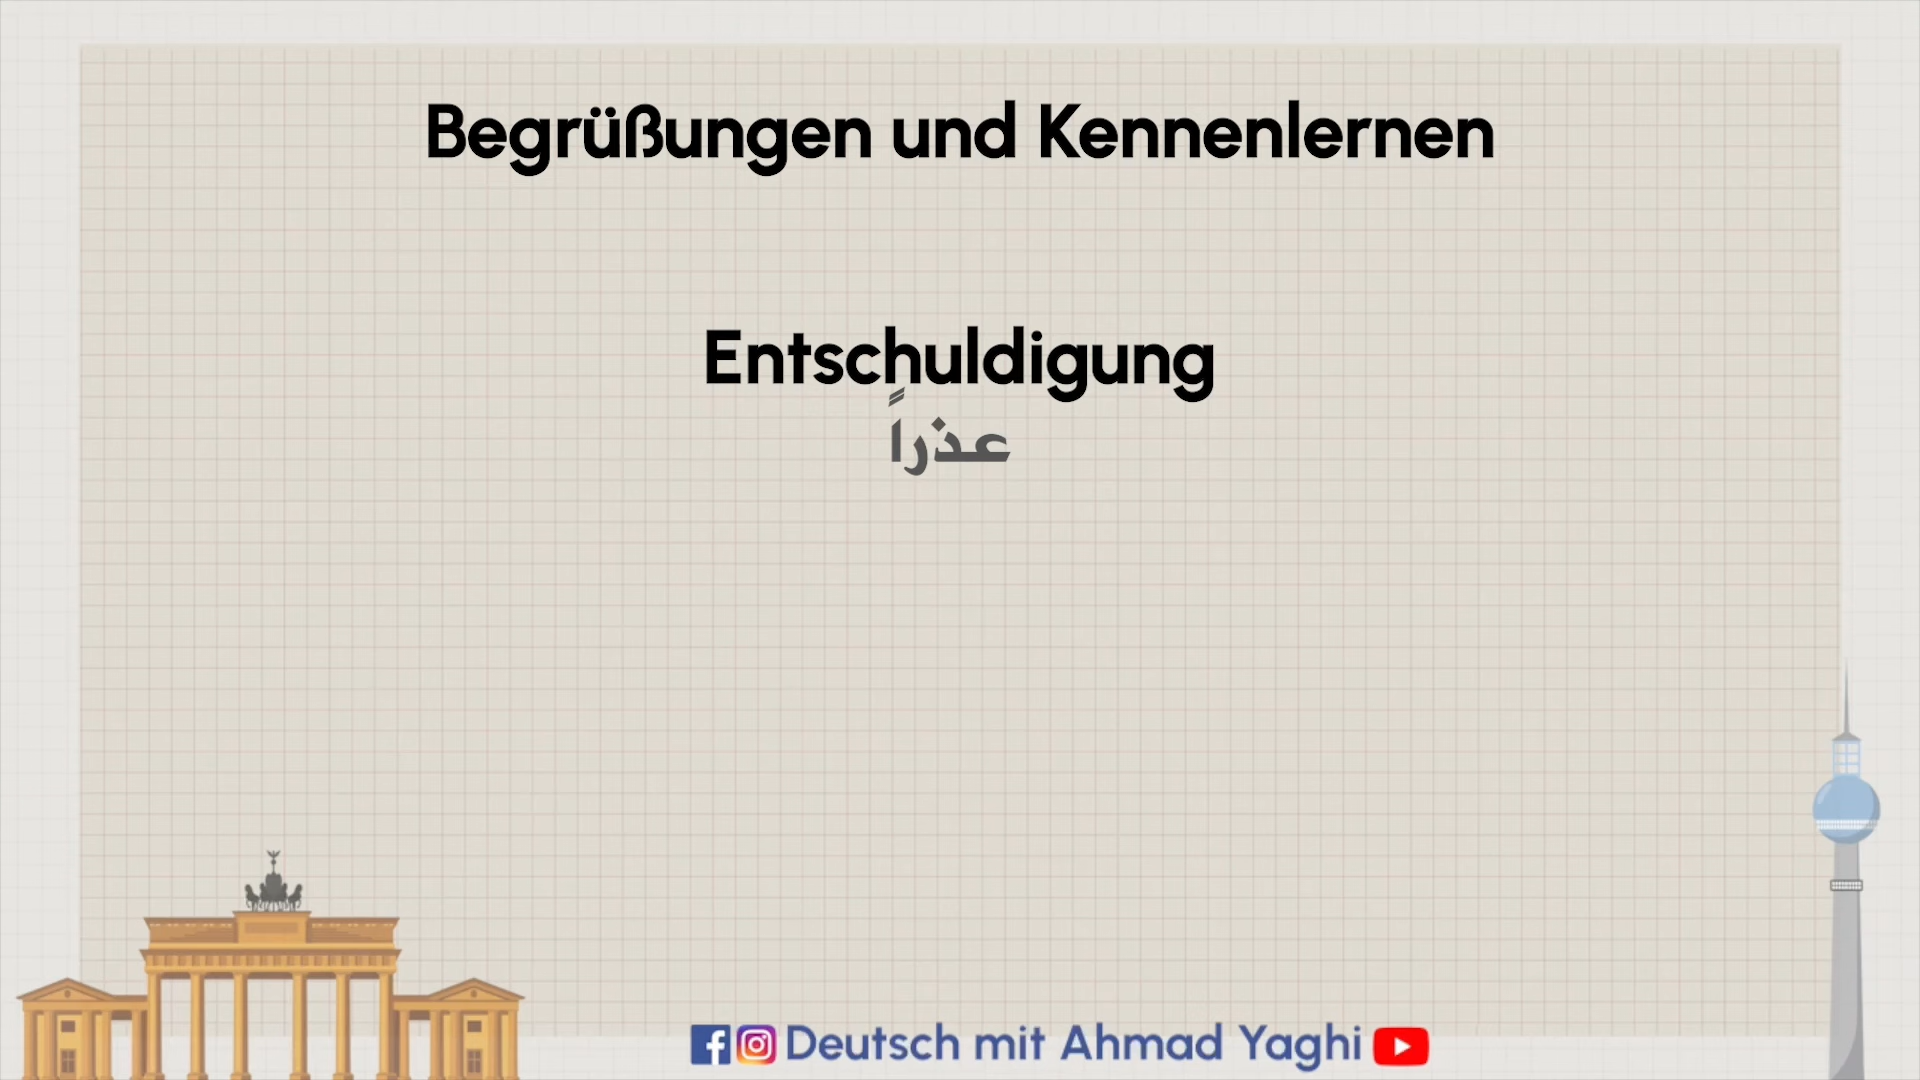 Begrüßungen und Kennenlernen
Entschuldigung
عذراً
Deutsch mit Ahmad Yaghi